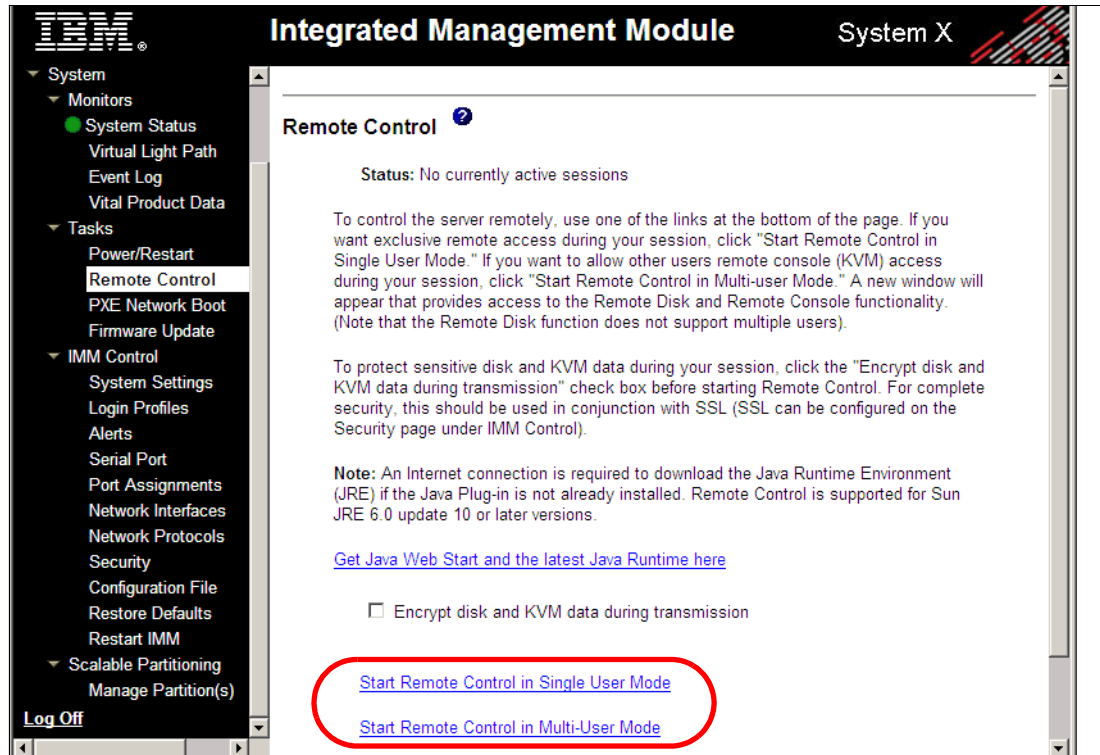 IBM®
Integrated Management Module
System X
System
Monitors
System Status
Virtual Light Path
Event Log
Vital Product Data
Tasks
Power/Restart
Remote Control
PXE Network Boot
Firmware Update
IMM Control
System Settings
Login Profiles
Alerts
Serial Port
Port Assignments
Network Interfaces
Network Protocols
Security
Configuration File
Restore Defaults
Restart IMM
Scalable Partitioning
Manage Partition(s)
Log Off
Remote Control ?
Status: No currently active sessions
To control the server remotely, use one of the links at the bottom of the page. If you
want exclusive remote access during your session, click "Start Remote Control in
Single User Mode." If you want to allow other users remote console (KVM) access
during your session, click "Start Remote Control in Multi-user Mode." A new window will
appear that provides access to the Remote Disk and Remote Console functionality.
(Note that the Remote Disk function does not support multiple users).
To protect sensitive disk and KVM data during your session, click the "Encrypt disk and
KVM data during transmission" check box before starting Remote Control. For complete
security, this should be used in conjunction with SSL (SSL can be configured on the
Security page under IMM Control).
Note: An Internet connection is required to download the Java Runtime Environment
(JRE) if the Java Plug-in is not already installed. Remote Control is supported for Sun
JRE 6.0 update 10 or later versions.
Get Java Web Start and the latest Java Runtime here
Encrypt disk and KVM data during transmission
Start Remote Control in Single User Mode
Start Remote Control in Multi-User Mode